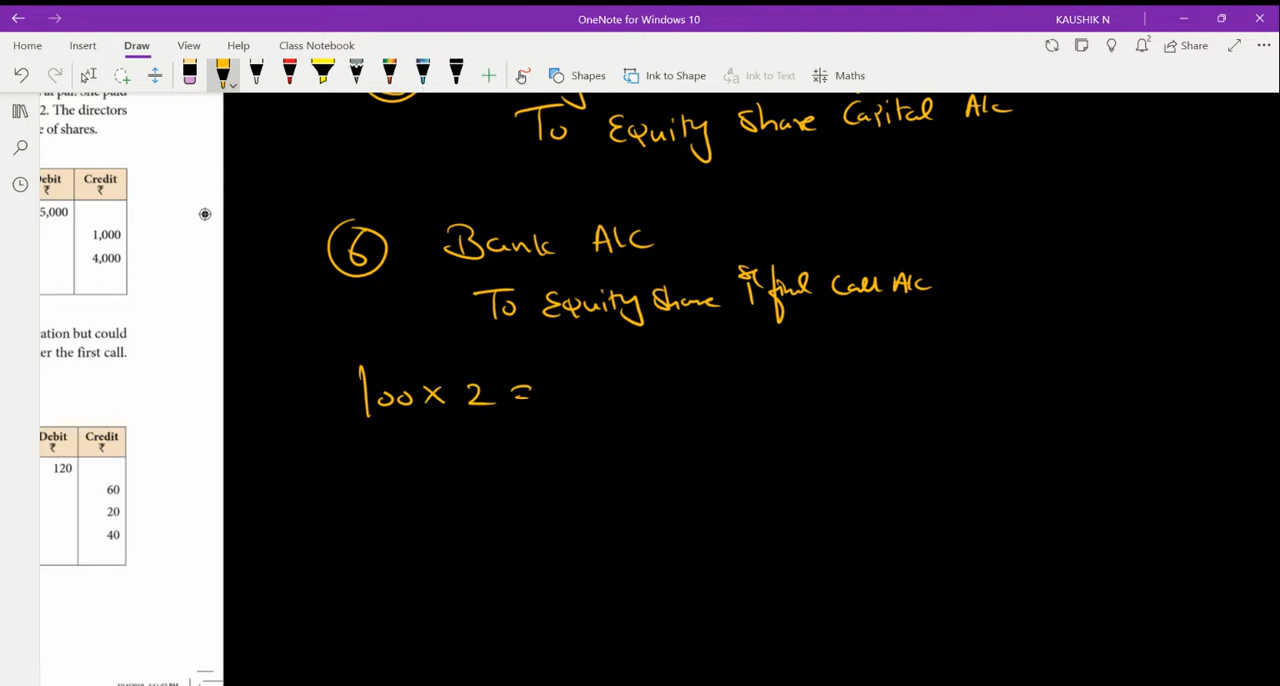 OneNote for Windows 10
KAUSHIK N
Home Insert Draw View Help Class Notebook
Share
Shapes
Ink to Shape
Ink to Text
Maths
2. The directors
e of shares.
ebit Credit
₹ ₹
5,000
1,000
4,000
ation but could
er the first call.
Debit Credit
₹ ₹
120
60
20
40
To Equity Share Capital A/c
6 Bank A/c
To Equity Share & final Call A/c
100 × 2 =